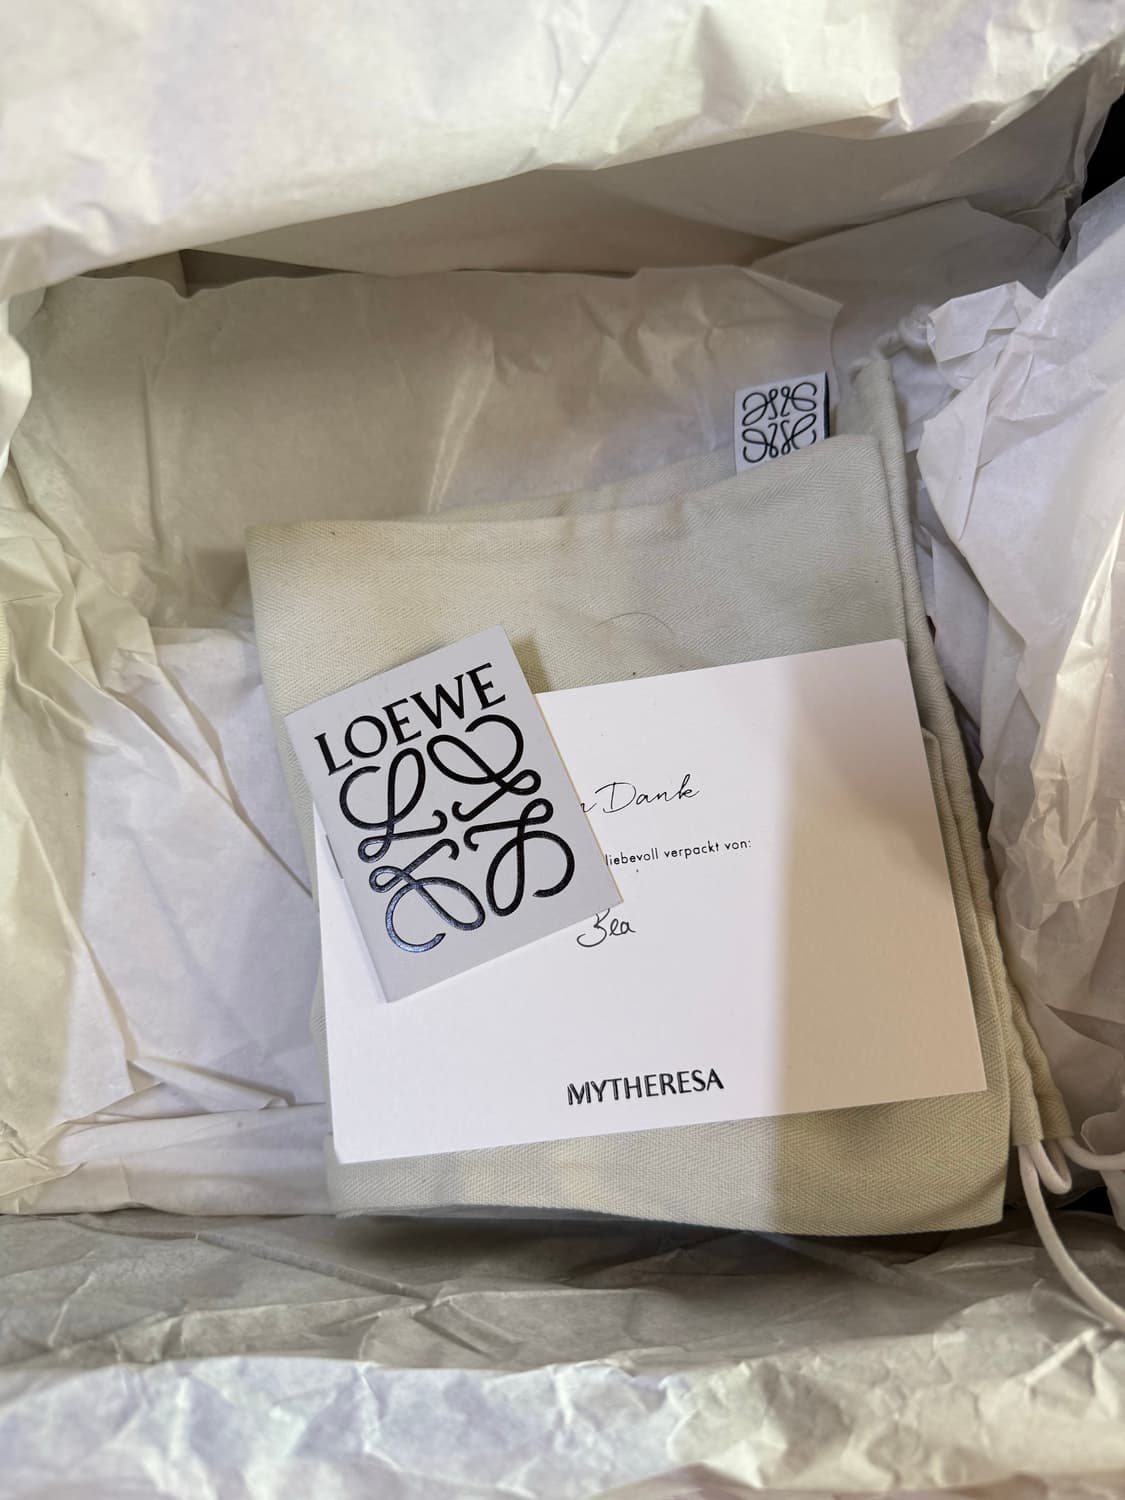 LOEWE
Dank
liebevoll verpackt von:
Bea
MYTHERESA